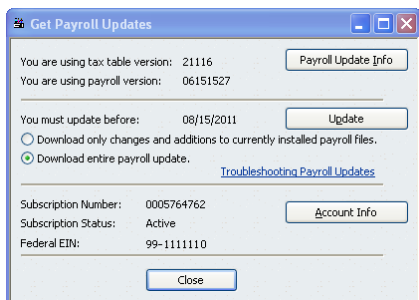 Get Payroll Updates
You are using tax table version: 21116 Payroll Update Info
You are using payroll version: 06151527
You must update before: 08/15/2011 Update
Download only changes and additions to currently installed payroll files.
Download entire payroll update.
Troubleshooting Payroll Updates
Subscription Number: 0005764762
Subscription Status: Active Account Info
Federal EIN: 99-1111110
Close